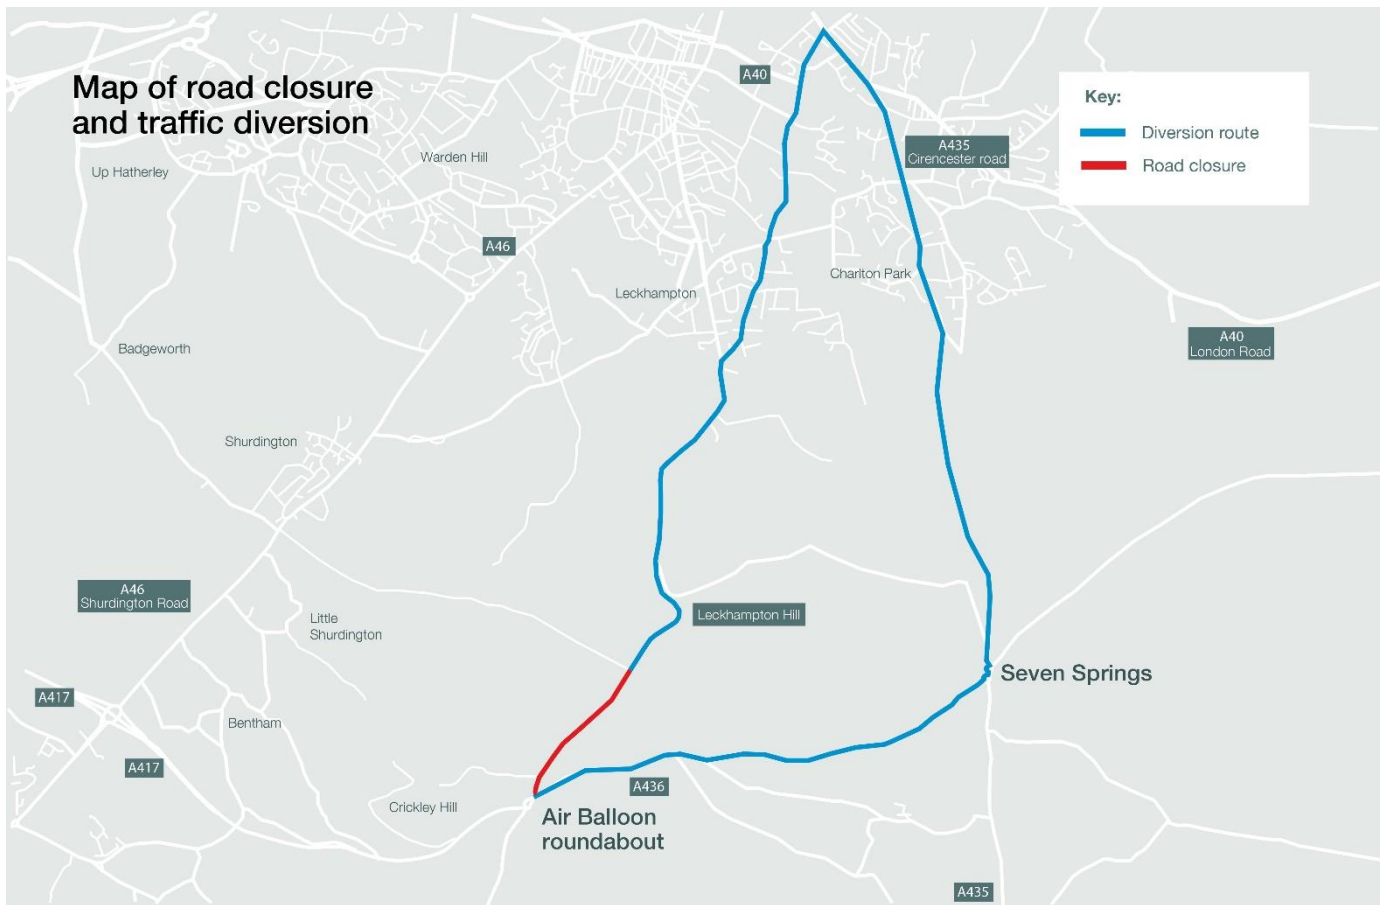 Map of road closure
and traffic diversion
Key:
Diversion route
Road closure
A40
A435
Cirencester road
Warden Hill
Up Hatherley
A46
Charlton Park
Leckhampton
A40
London Road
Badgeworth
Shurdington
A46
Shurdington Road
Little
Shurdington
Leckhampton Hill
Seven Springs
A417
Bentham
A417
A436
Crickley Hill
Air Balloon
roundabout
A435